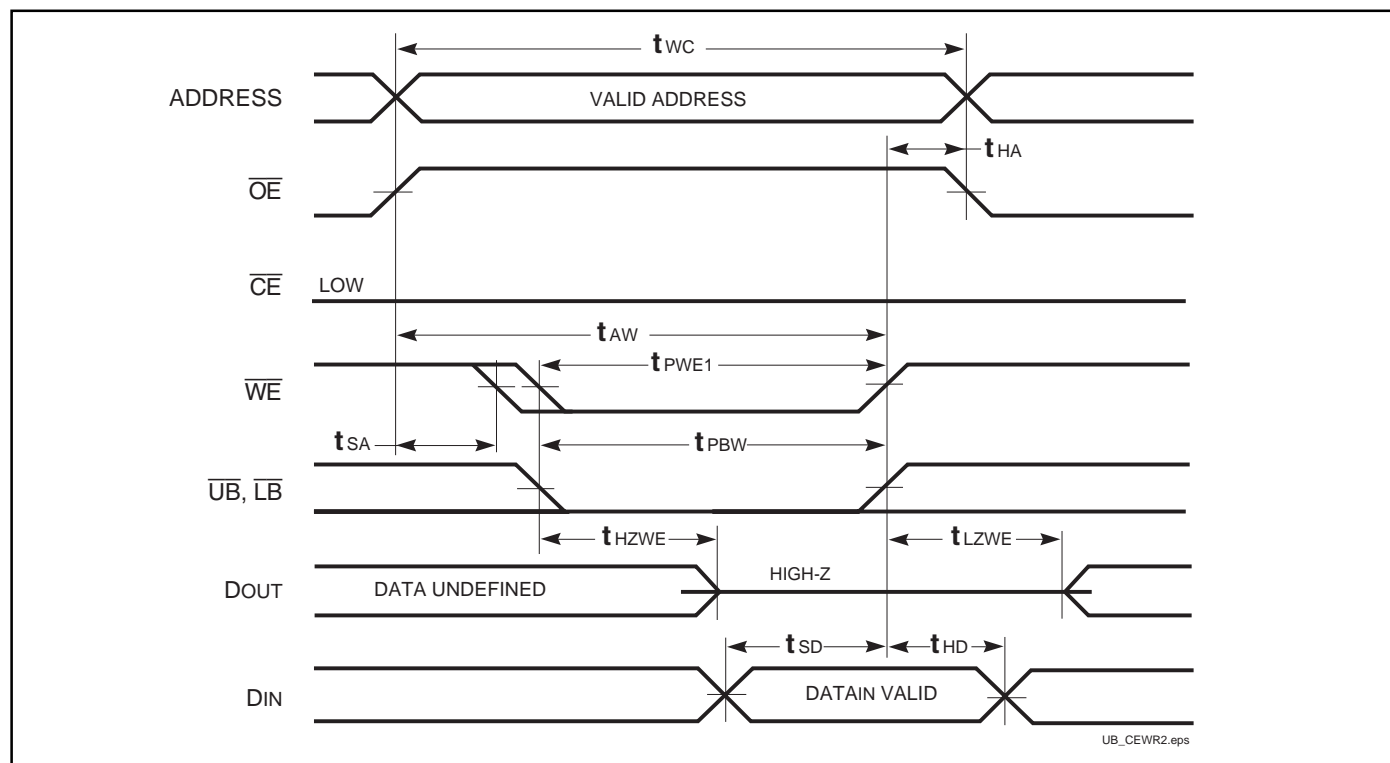 tWC
ADDRESS
VALID ADDRESS
tHA
OE
CE
LOW
tAW
tPWE1
WE
tSA
tPBW
UB, LB
tHZWE
tLZWE
DOUT
DATA UNDEFINED
HIGH-Z
tSD
tHD
DIN
DATAIN VALID
UB_CEWR2.eps